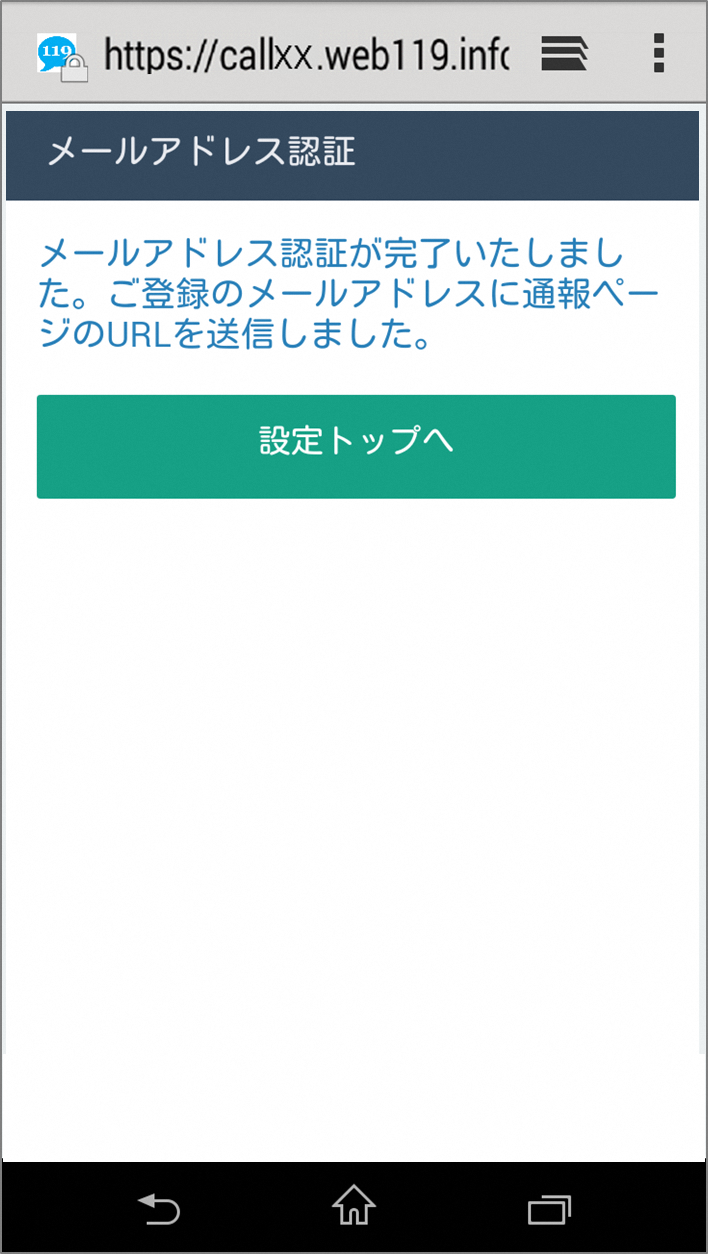 119
https://callxx.web119.info
メールアドレス認証
メールアドレス認証が完了いたしまし
た。ご登録のメールアドレスに通報ペー
ジのURLを送信しました。
設定トップへ